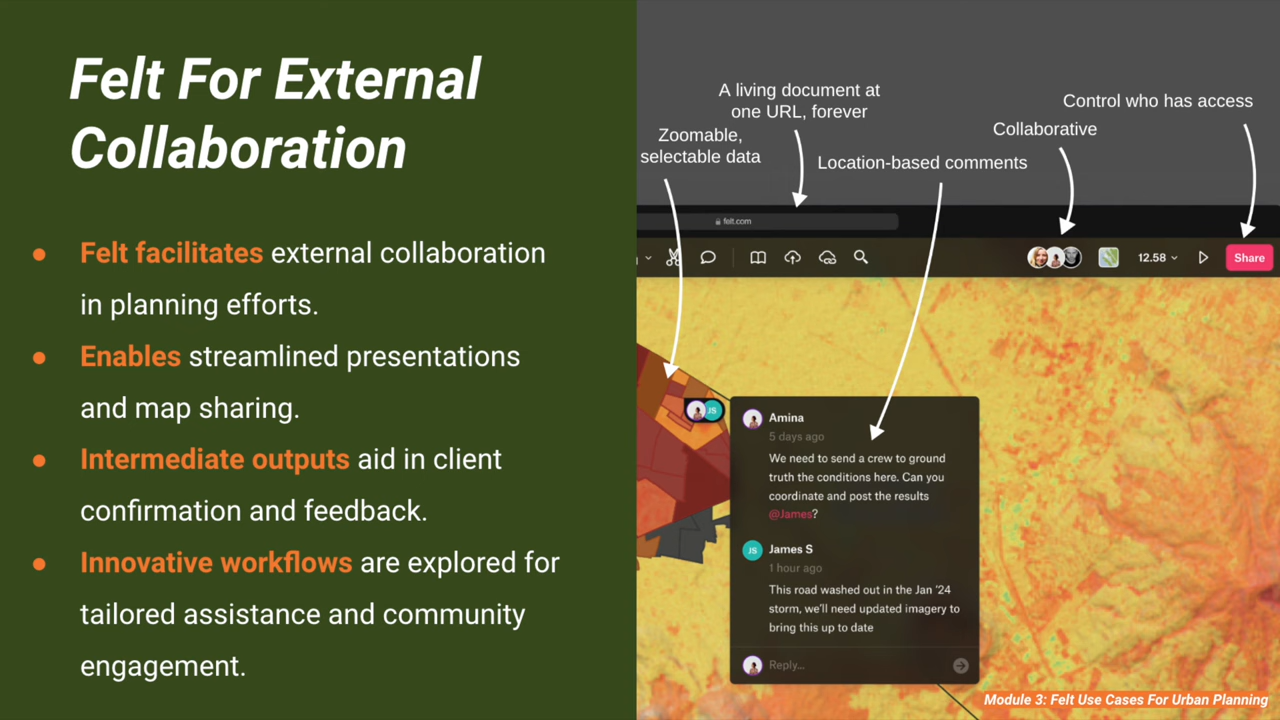 Felt For External
Collaboration
● Felt facilitates external collaboration
in planning efforts.
● Enables streamlined presentations
and map sharing.
● Intermediate outputs aid in client
confirmation and feedback.
● Innovative workflows are explored for
tailored assistance and community
engagement.
A living document at
one URL, forever
Zoomable,
selectable data
Location-based comments
Collaborative
Control who has access
felt.com
12.58
Share
JS
Amina
5 days ago
We need to send a crew to ground
truth the conditions here. Can you
coordinate and post the results
@James?
JS
James S
1 hour ago
This road washed out in the Jan '24
storm, we'll need updated imagery to
bring this up to date
Reply...
Module 3: Felt Use Cases For Urban Planning